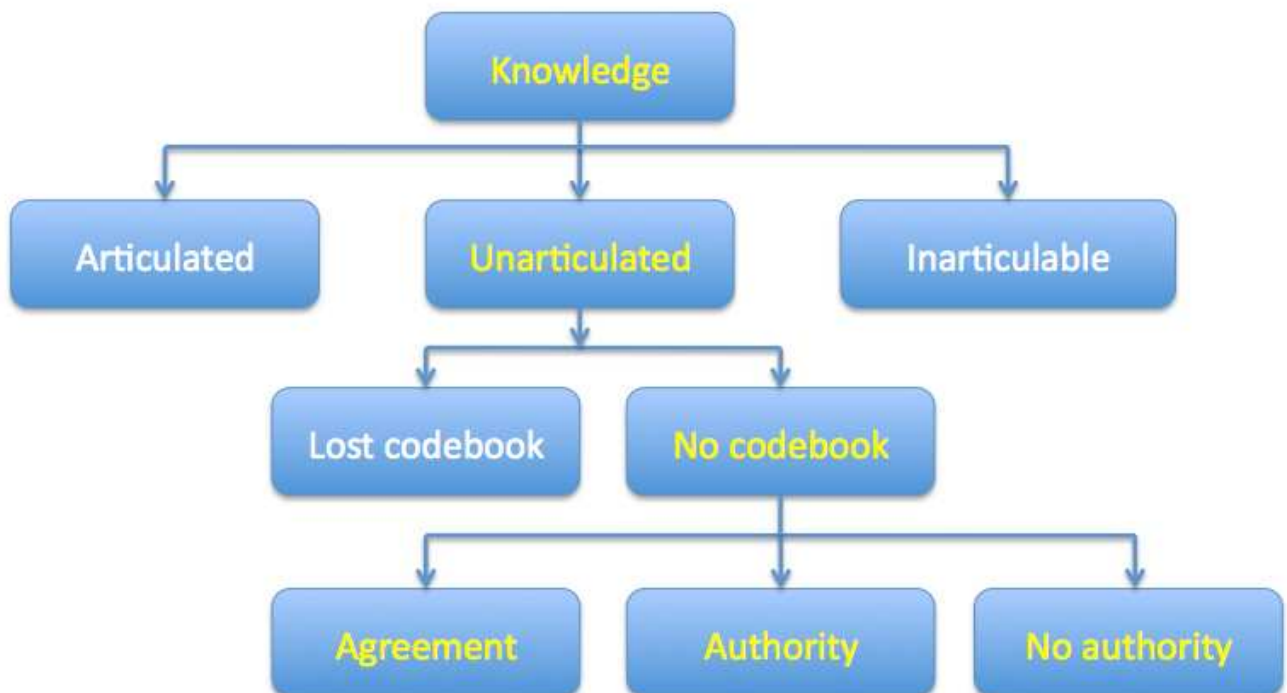 Knowledge
Articulated
Unarticulated
Inarticulable
Lost codebook
No codebook
Agreement
Authority
No authority